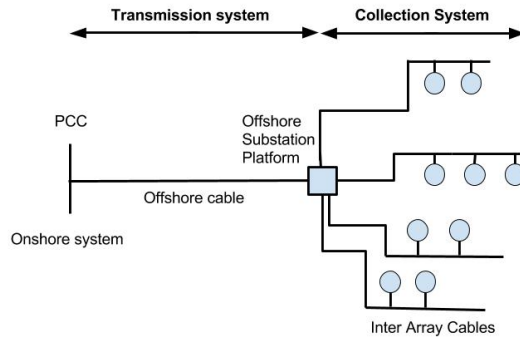 Transmission system
Collection System
PCC
Offshore
Substation
Platform
Offshore cable
Onshore system
Inter Array Cables